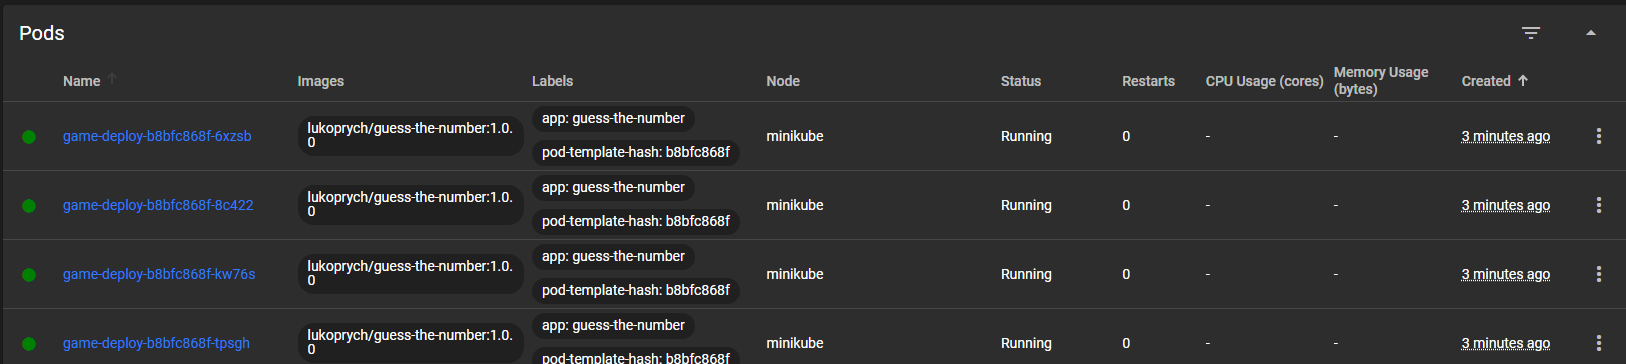 Pods
Name Images Labels Node Status Restarts CPU Usage (cores) Memory Usage (bytes) Created
game-deploy-b8bfc868f-6xzsb lukoprych/guess-the-number:1.0.0 app: guess-the-number pod-template-hash: b8bfc868f minikube Running 0 - - 3 minutes ago
game-deploy-b8bfc868f-8c422 lukoprych/guess-the-number:1.0.0 app: guess-the-number pod-template-hash: b8bfc868f minikube Running 0 - - 3 minutes ago
game-deploy-b8bfc868f-kw76s lukoprych/guess-the-number:1.0.0 app: guess-the-number pod-template-hash: b8bfc868f minikube Running 0 - - 3 minutes ago
game-deploy-b8bfc868f-tpsgh lukoprych/guess-the-number:1.0.0 app: guess-the-number pod-template-hash: b8bfc868f minikube Running 0 - - 3 minutes ago